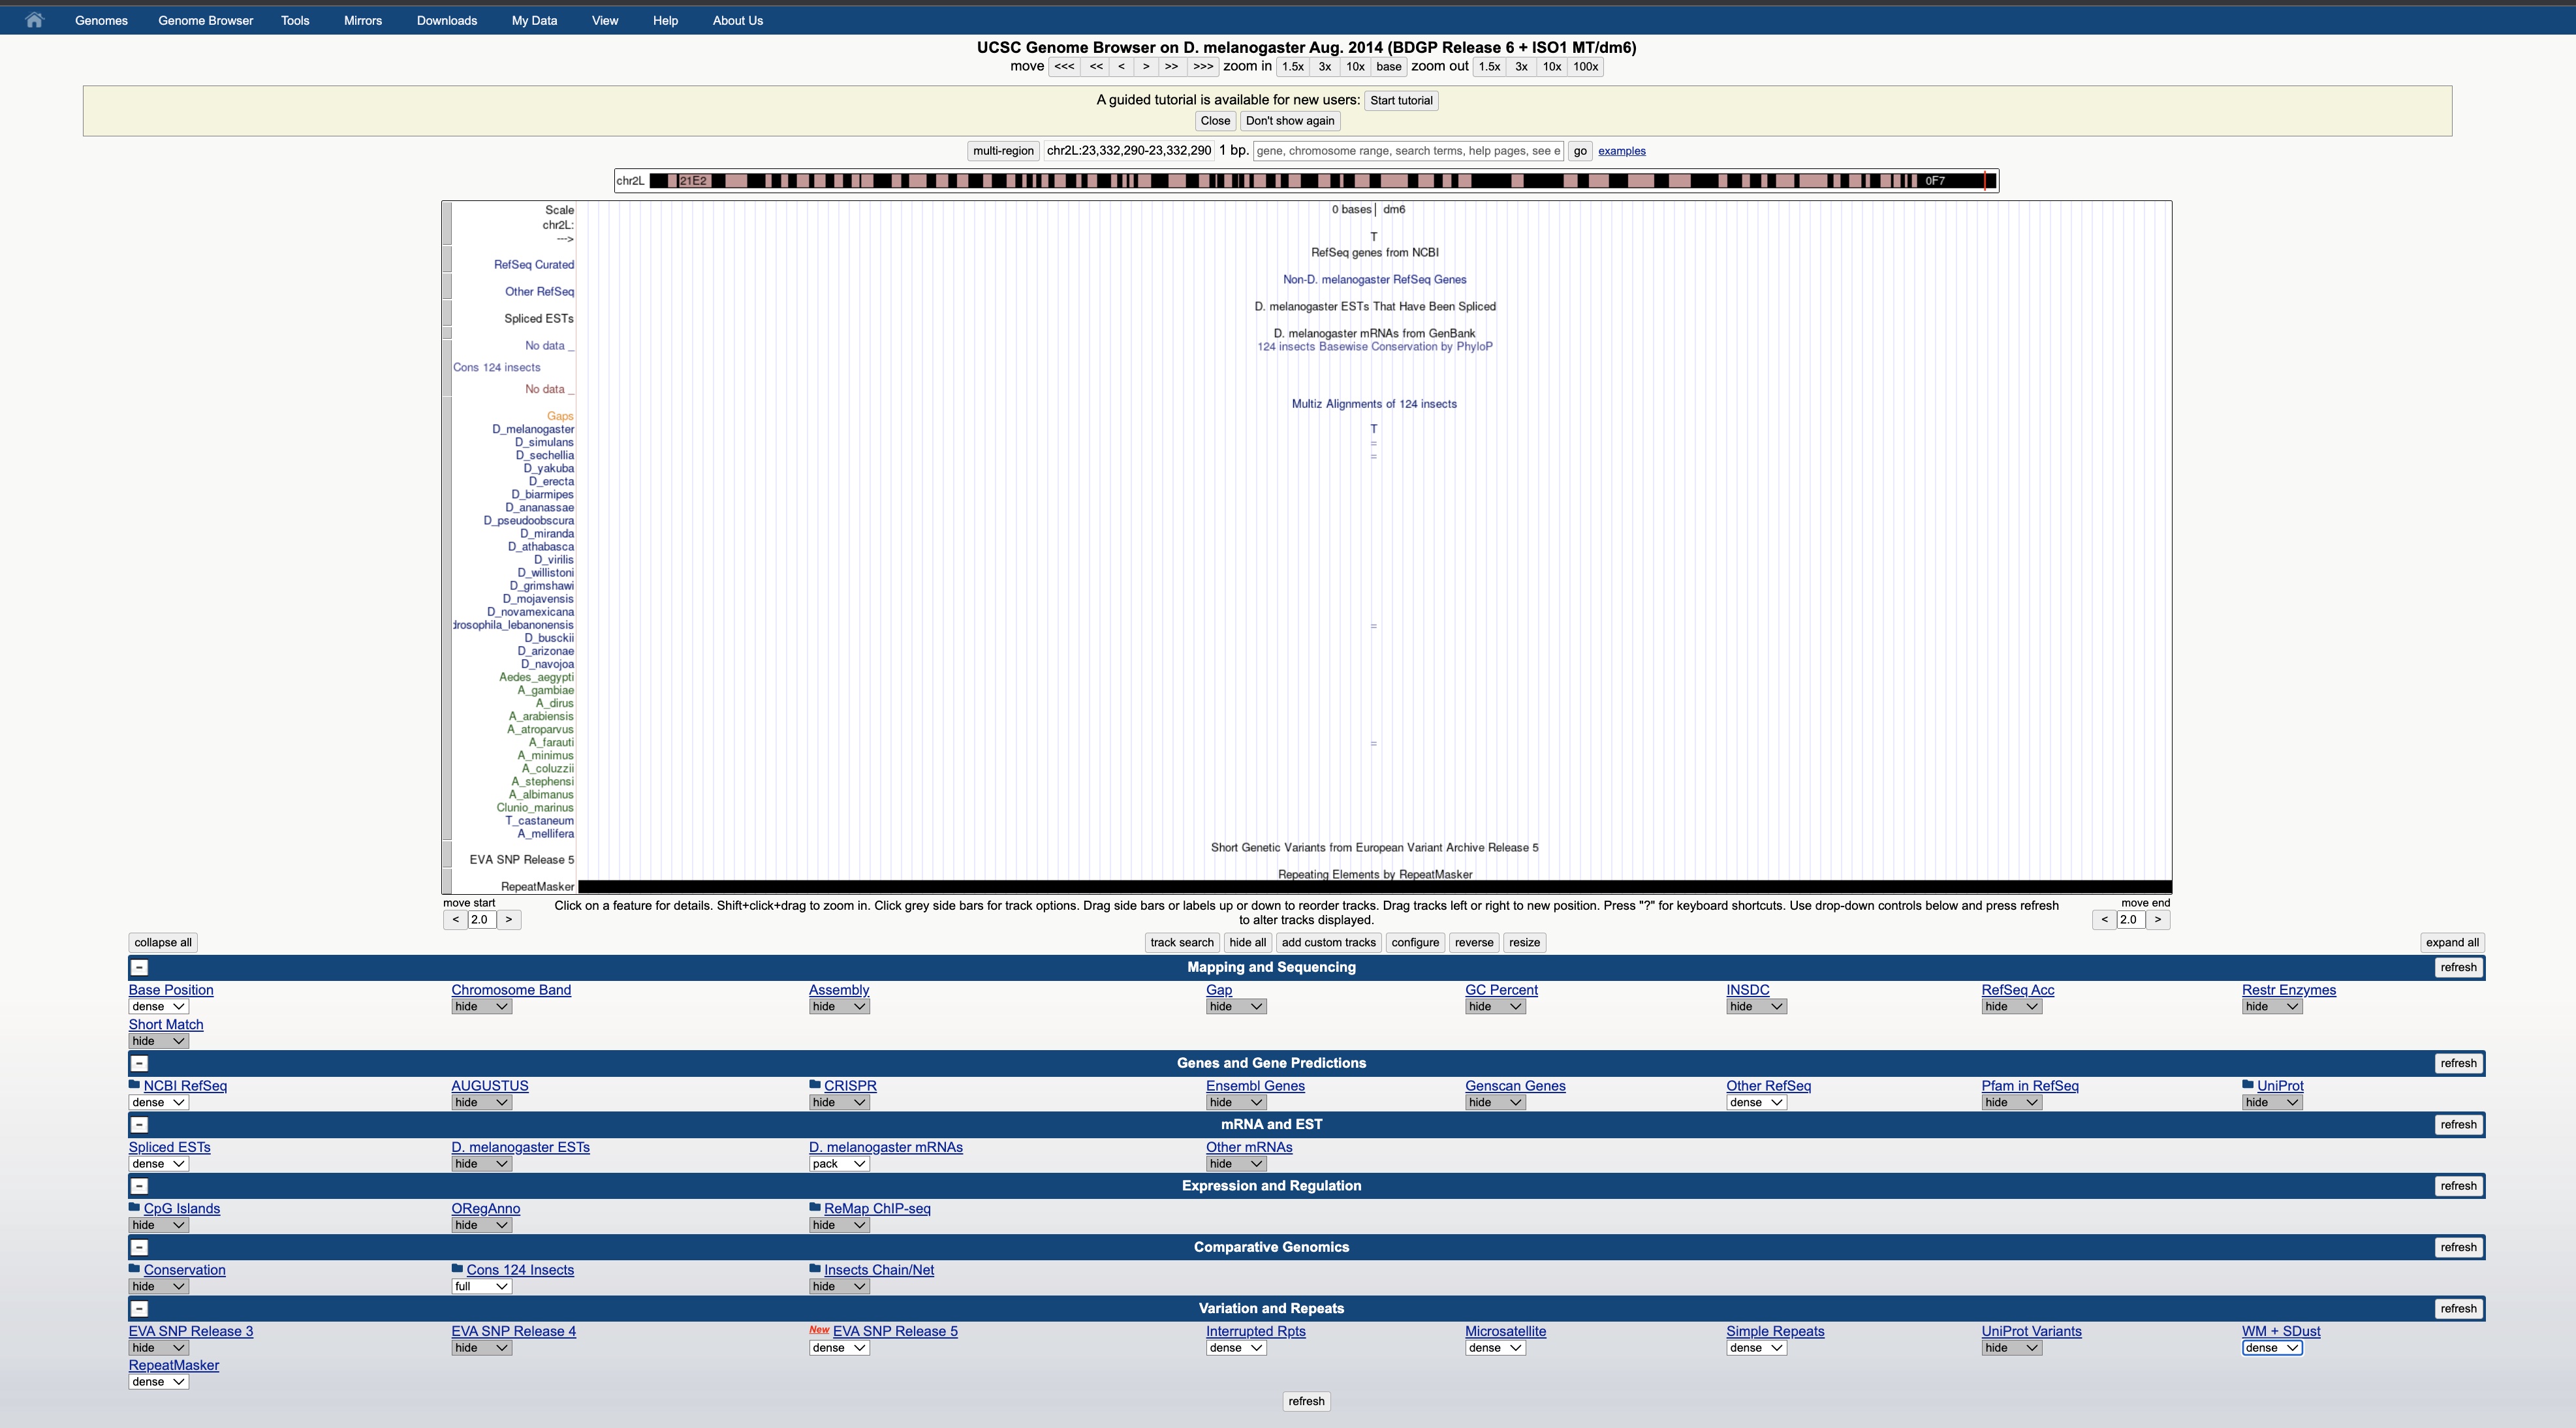 Genomes Genome Browser Tools Mirrors Downloads My Data View Help About Us
UCSC Genome Browser on D. melanogaster Aug. 2014 (BDGP Release 6 + ISO1 MT/dm6)
move <<< << < > >> >>> zoom in 1.5x 3x 10x base zoom out 1.5x 3x 10x 100x
A guided tutorial is available for new users: Start tutorial
Close Don't show again
multi-region chr2L:23,332,290-23,332,290 1 bp. gene, chromosome range, search terms, help pages, see e go examples
chr2L 21E2 0F7
Scale 0 bases| dm6
chr2L:
---> T
RefSeq genes from NCBI
RefSeq Curated
Non-D. melanogaster RefSeq Genes
Other RefSeq
D. melanogaster ESTs That Have Been Spliced
Spliced ESTs
D. melanogaster mRNAs from GenBank
No data _ 124 insects Basewise Conservation by PhyloP
Cons 124 insects
No data _
Multiz Alignments of 124 insects
Gaps
D_melanogaster T
D_simulans =
D_sechellia =
D_yakuba
D_erecta
D_biarmipes
D_ananassae
D_pseudoobscura
D_miranda
D_athabasca
D_virilis
D_willistoni
D_grimshawi
D_mojavensis
D_novamexicana
drosophila_lebanonensis =
D_busckii
D_arizonae
D_navojoa
Aedes_aegypti
A_gambiae
A_dirus
A_arabiensis
A_atroparvus
A_farauti =
A_minimus
A_coluzzii
A_stephensi
A_albimanus
Clunio_marinus
T_castaneum
A_mellifera
Short Genetic Variants from European Variant Archive Release 5
EVA SNP Release 5
Repeating Elements by RepeatMasker
RepeatMasker
move start Click on a feature for details. Shift+click+drag to zoom in. Click grey side bars for track options. Drag side bars or labels up or down to reorder tracks. Drag tracks left or right to new position. Press "?" for keyboard shortcuts. Use drop-down controls below and press refresh move end
< 2.0 > to alter tracks displayed. < 2.0 >
collapse all track search hide all add custom tracks configure reverse resize expand all
- Mapping and Sequencing refresh
Base Position Chromosome Band Assembly Gap GC Percent INSDC RefSeq Acc Restr Enzymes
dense hide hide hide hide hide hide hide
Short Match
hide
- Genes and Gene Predictions refresh
NCBI RefSeq AUGUSTUS CRISPR Ensembl Genes Genscan Genes Other RefSeq Pfam in RefSeq UniProt
dense hide hide hide hide dense hide hide
- mRNA and EST refresh
Spliced ESTs D. melanogaster ESTs D. melanogaster mRNAs Other mRNAs
dense hide pack hide
- Expression and Regulation refresh
CpG Islands ORegAnno ReMap ChIP-seq
hide hide hide
- Comparative Genomics refresh
Conservation Cons 124 Insects Insects Chain/Net
hide full hide
- Variation and Repeats refresh
EVA SNP Release 3 EVA SNP Release 4 New EVA SNP Release 5 Interrupted Rpts Microsatellite Simple Repeats UniProt Variants WM + SDust
hide hide dense dense dense dense hide dense
RepeatMasker
dense
refresh